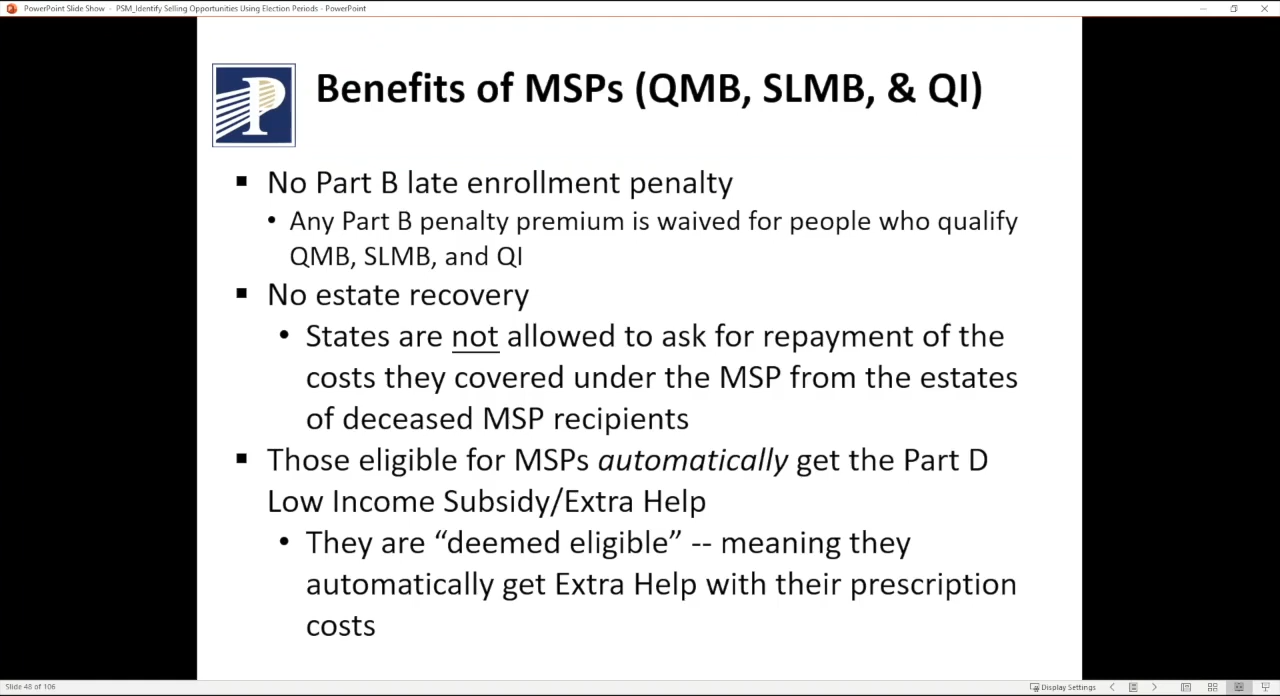 PowerPoint Slide Show - PSM_Identify Selling Opportunities Using Election Periods - PowerPoint
P
Benefits of MSPs (QMB, SLMB, & QI)
▪ No Part B late enrollment penalty
• Any Part B penalty premium is waived for people who qualify
QMB, SLMB, and QI
▪ No estate recovery
• States are not allowed to ask for repayment of the
costs they covered under the MSP from the estates
of deceased MSP recipients
▪ Those eligible for MSPs automatically get the Part D
Low Income Subsidy/Extra Help
• They are “deemed eligible” -- meaning they
automatically get Extra Help with their prescription
costs
Slide 48 of 106
Display Settings